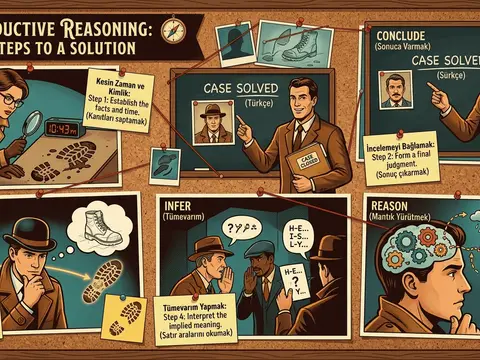 DUCTIVE REASONING:
STEPS TO A SOLUTION
Kesin Zaman ve
Kimlik:
Step 1: Establish the
facts and time.
(Kanıtları saptamak)
10:43m
CASE SOLVED
(Türkçe)
CASE
CLOSED
CONCLUDE
(Sonuca Varmak)
CASE SOLVED
(Sürkçe)
İncelemeyi Bağlamak:
Step 2: Form a final
judgment.
(Sonuç çıkarmak)
INFER
(Tümevarım)
H-E...
I-S...
L-Y...
H-E...
?
Y...
Tümevarım Yapmak:
Step 4: Interpret the
implied meaning.
(Satır aralarını okumak)
REASON
(Mantık Yürütmek)